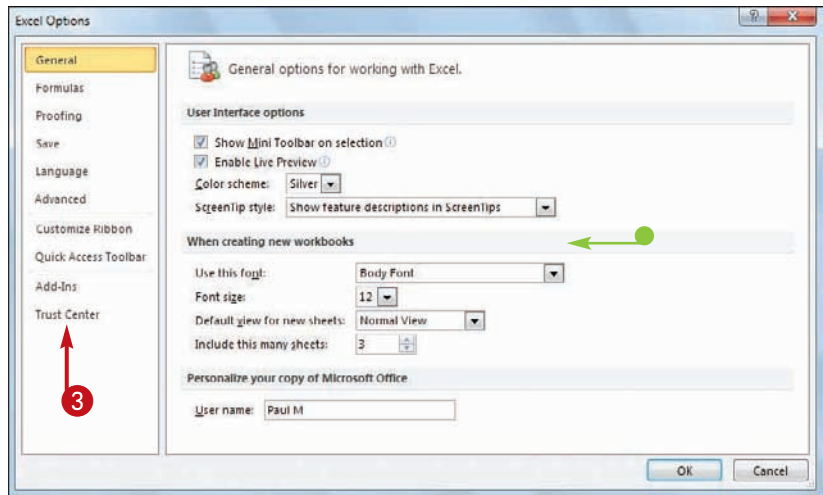 Excel Options
General
Formulas
Proofing
Save
Language
Advanced
Customize Ribbon
Quick Access Toolbar
Add-Ins
Trust Center
3
General options for working with Excel.
User Interface options
Show Mini Toolbar on selection
Enable Live Preview
Color scheme: Silver
ScreenTip style: Show feature descriptions in ScreenTips
When creating new workbooks
Use this font: Body Font
Font size: 12
Default view for new sheets: Normal View
Include this many sheets: 3
Personalize your copy of Microsoft Office
User name: Paul M
OK Cancel